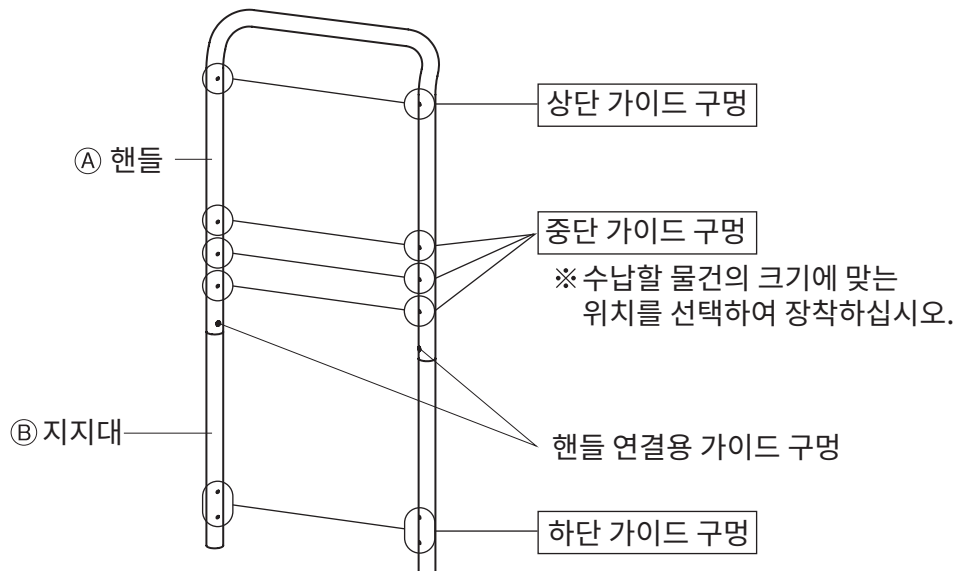 상단 가이드 구멍
Ⓐ 핸들
중단 가이드 구멍
※ 수납할 물건의 크기에 맞는
위치를 선택하여 장착하십시오.
Ⓑ 지지대
핸들 연결용 가이드 구멍
하단 가이드 구멍